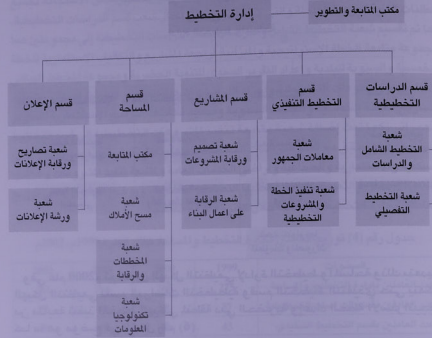 مكتب المتابعة والتطوير
إدارة التخطيط
قسم الدراسات
التخطيطية
قسم
التخطيط التنفيذي
قسم المشاريع
قسم
المساحة
قسم الإعلان
شعبة
التخطيط الشامل
والدراسات
شعبة
معاملات الجمهور
شعبة تصميم
ورقابة المشروعات
مكتب المتابعة
شعبة تصاريح
ورقابة الإعلانات
شعبة التخطيط
التفصيلي
شعبة تنفيذ الخطة
والمشروعات
التخطيطية
شعبة الرقابة
على اعمال البناء
شعبة
مسح الأملاك
شعبة
ورشة الإعلانات
شعبة
المخططات
والرقابة
شعبة
تكنولوجيا
المعلومات